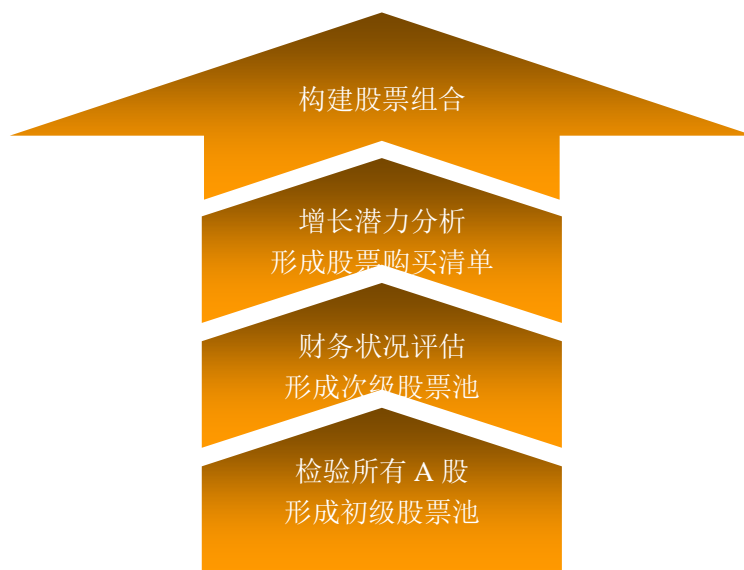 构建股票组合
增长潜力分析
形成股票购买清单
财务状况评估
形成次级股票池
检验所有 A 股
形成初级股票池